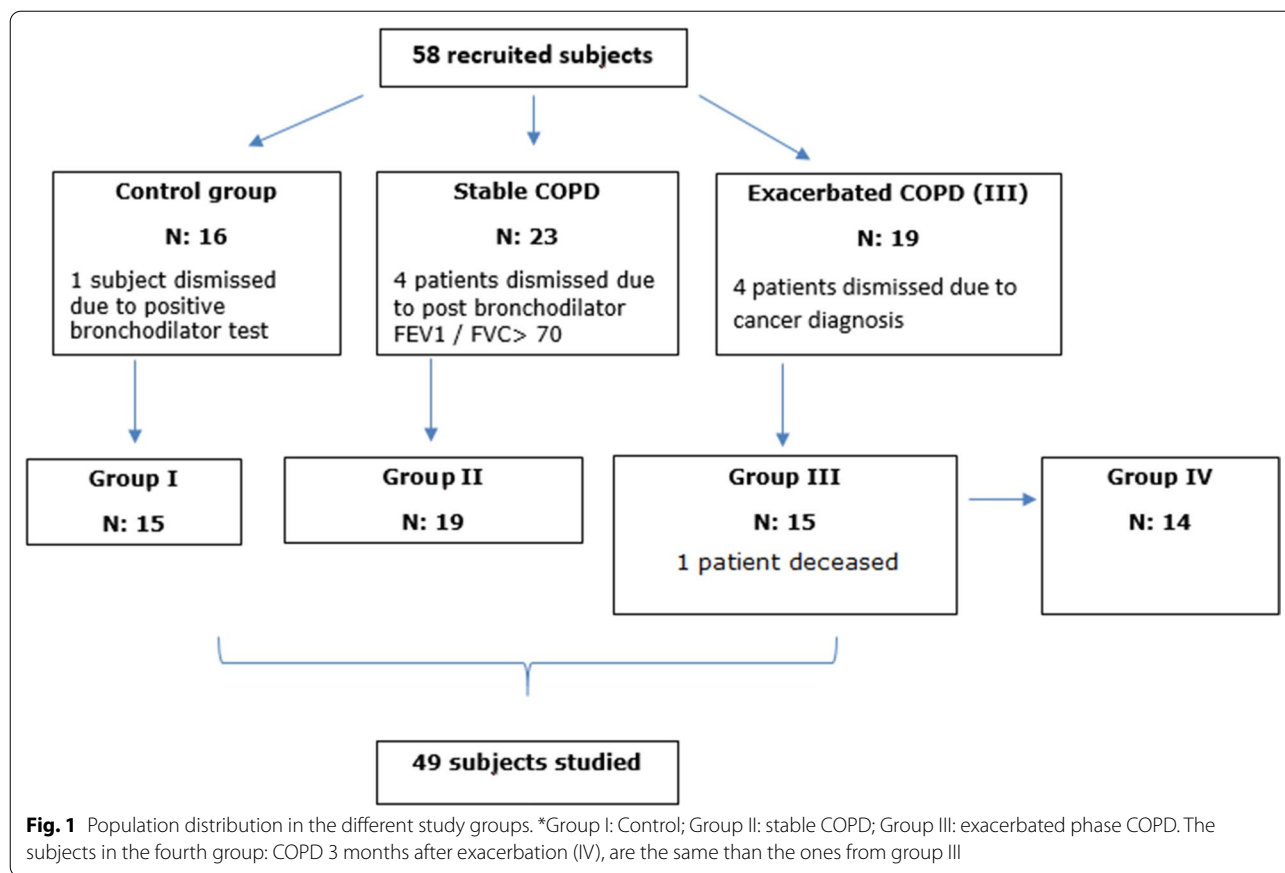 58 recruited subjects
Control group
N: 16
1 subject dismissed
due to positive
bronchodilator test
Stable COPD
N: 23
4 patients dismissed due
to post bronchodilator
FEV1 / FVC> 70
Exacerbated COPD (III)
N: 19
4 patients dismissed due to
cancer diagnosis
Group I
N: 15
Group II
N: 19
Group III
N: 15
1 patient deceased
Group IV
N: 14
49 subjects studied
Fig. 1 Population distribution in the different study groups. *Group I: Control; Group II: stable COPD; Group III: exacerbated phase COPD. The
subjects in the fourth group: COPD 3 months after exacerbation (IV), are the same than the ones from group III